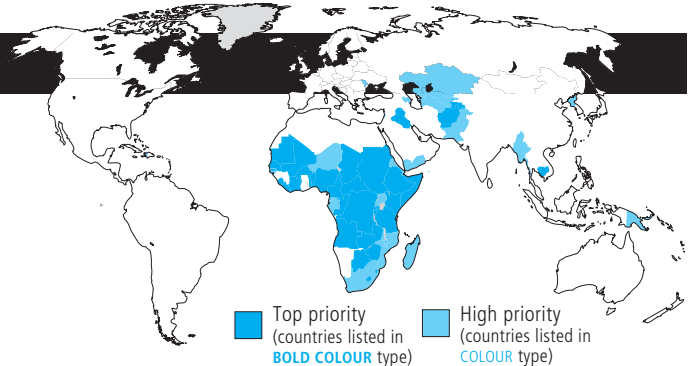 Top priority
(countries listed in
BOLD COLOUR type)
High priority
(countries listed in
COLOUR type)